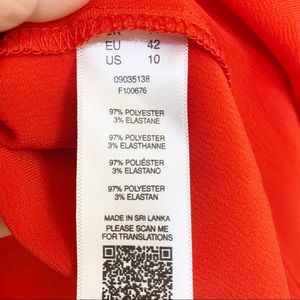 EU 42
US 10
09035138
F100676
97% POLYESTER
3% ELASTANE
97% POLYESTER
3% ELASTHANNE
97% POLIÉSTER
3% ELASTANO
97% POLYESTER
3% ELASTAN
MADE IN SRI LANKA
PLEASE SCAN ME
FOR TRANSLATIONS